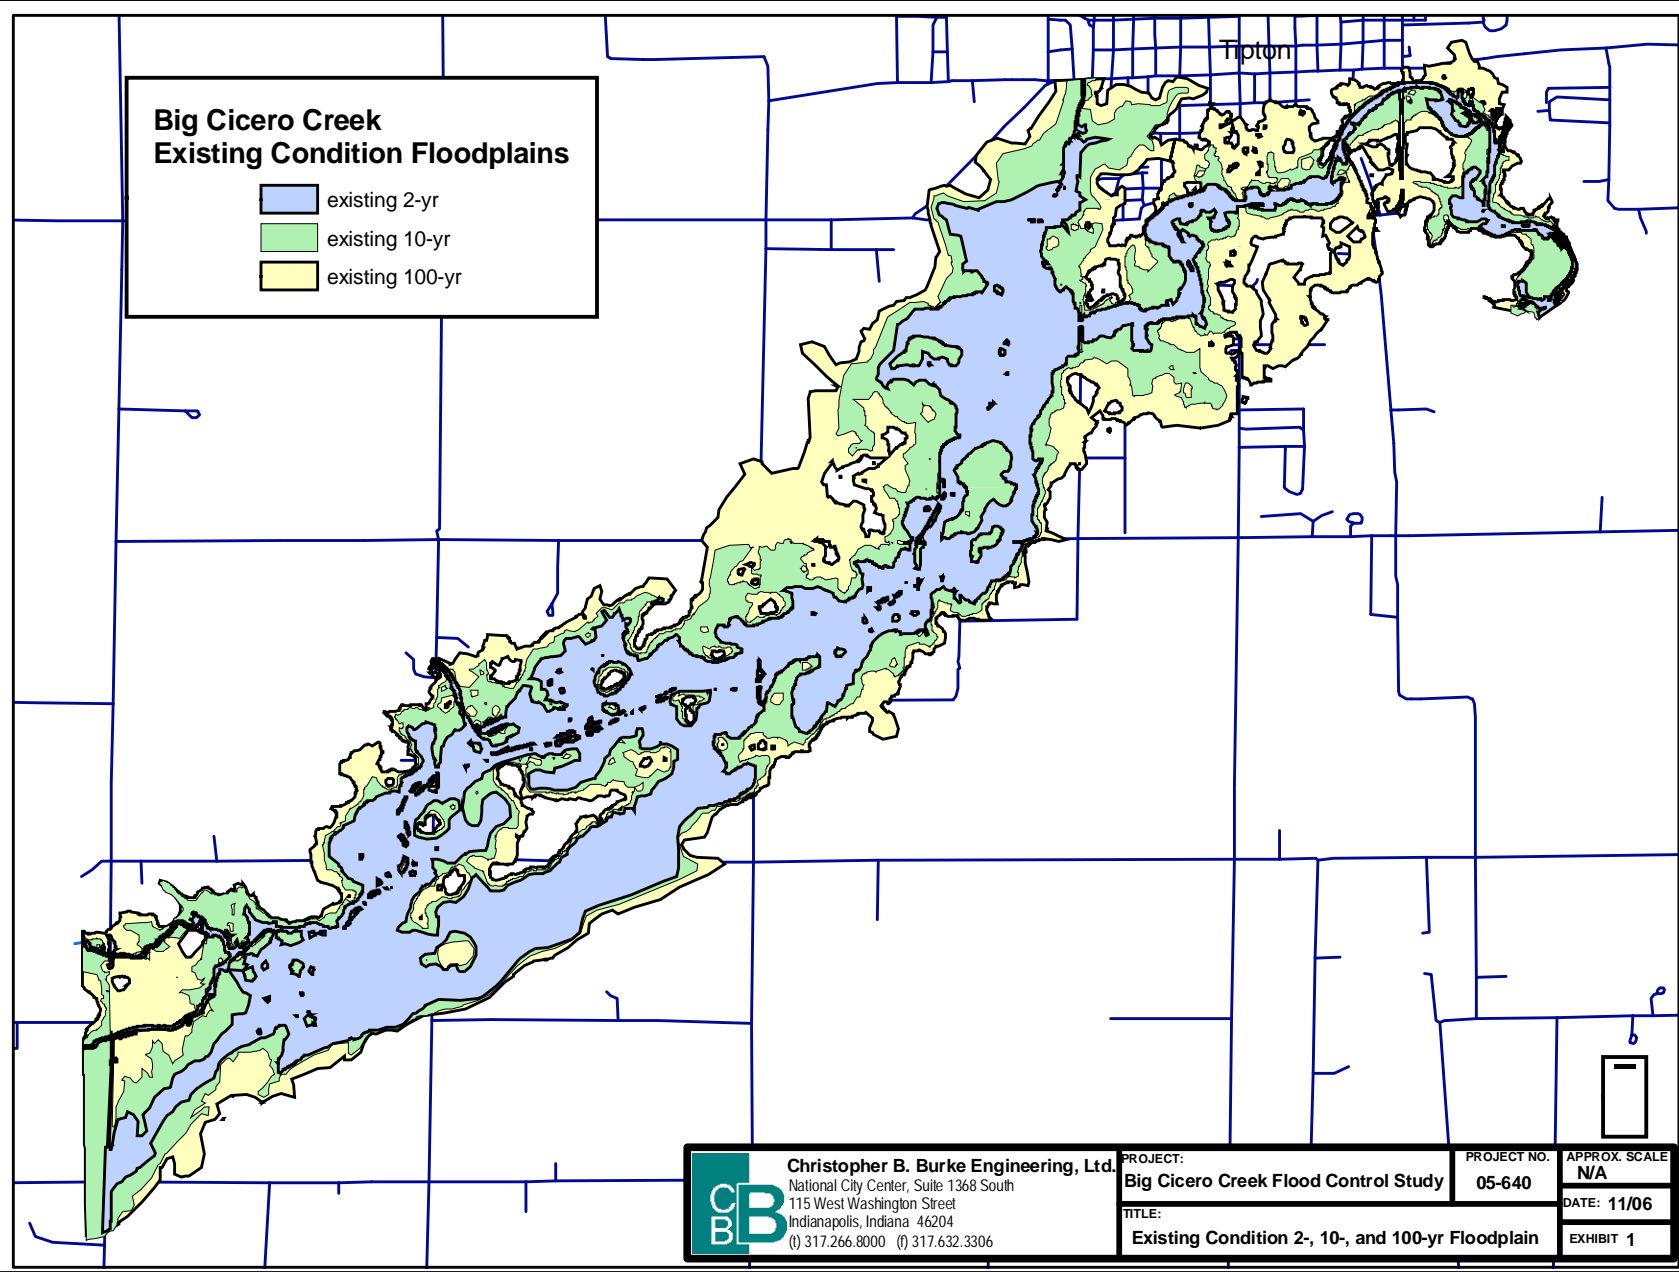 Tipton
Big Cicero Creek
Existing Condition Floodplains
existing 2-yr
existing 10-yr
existing 100-yr
CBB
Christopher B. Burke Engineering, Ltd.
National City Center, Suite 1368 South
115 West Washington Street
Indianapolis, Indiana 46204
(t) 317.266.8000 (f) 317.632.3306
PROJECT:
Big Cicero Creek Flood Control Study
PROJECT NO.
05-640
APPROX. SCALE
N/A
DATE: 11/06
TITLE:
Existing Condition 2-, 10-, and 100-yr Floodplain
EXHIBIT 1